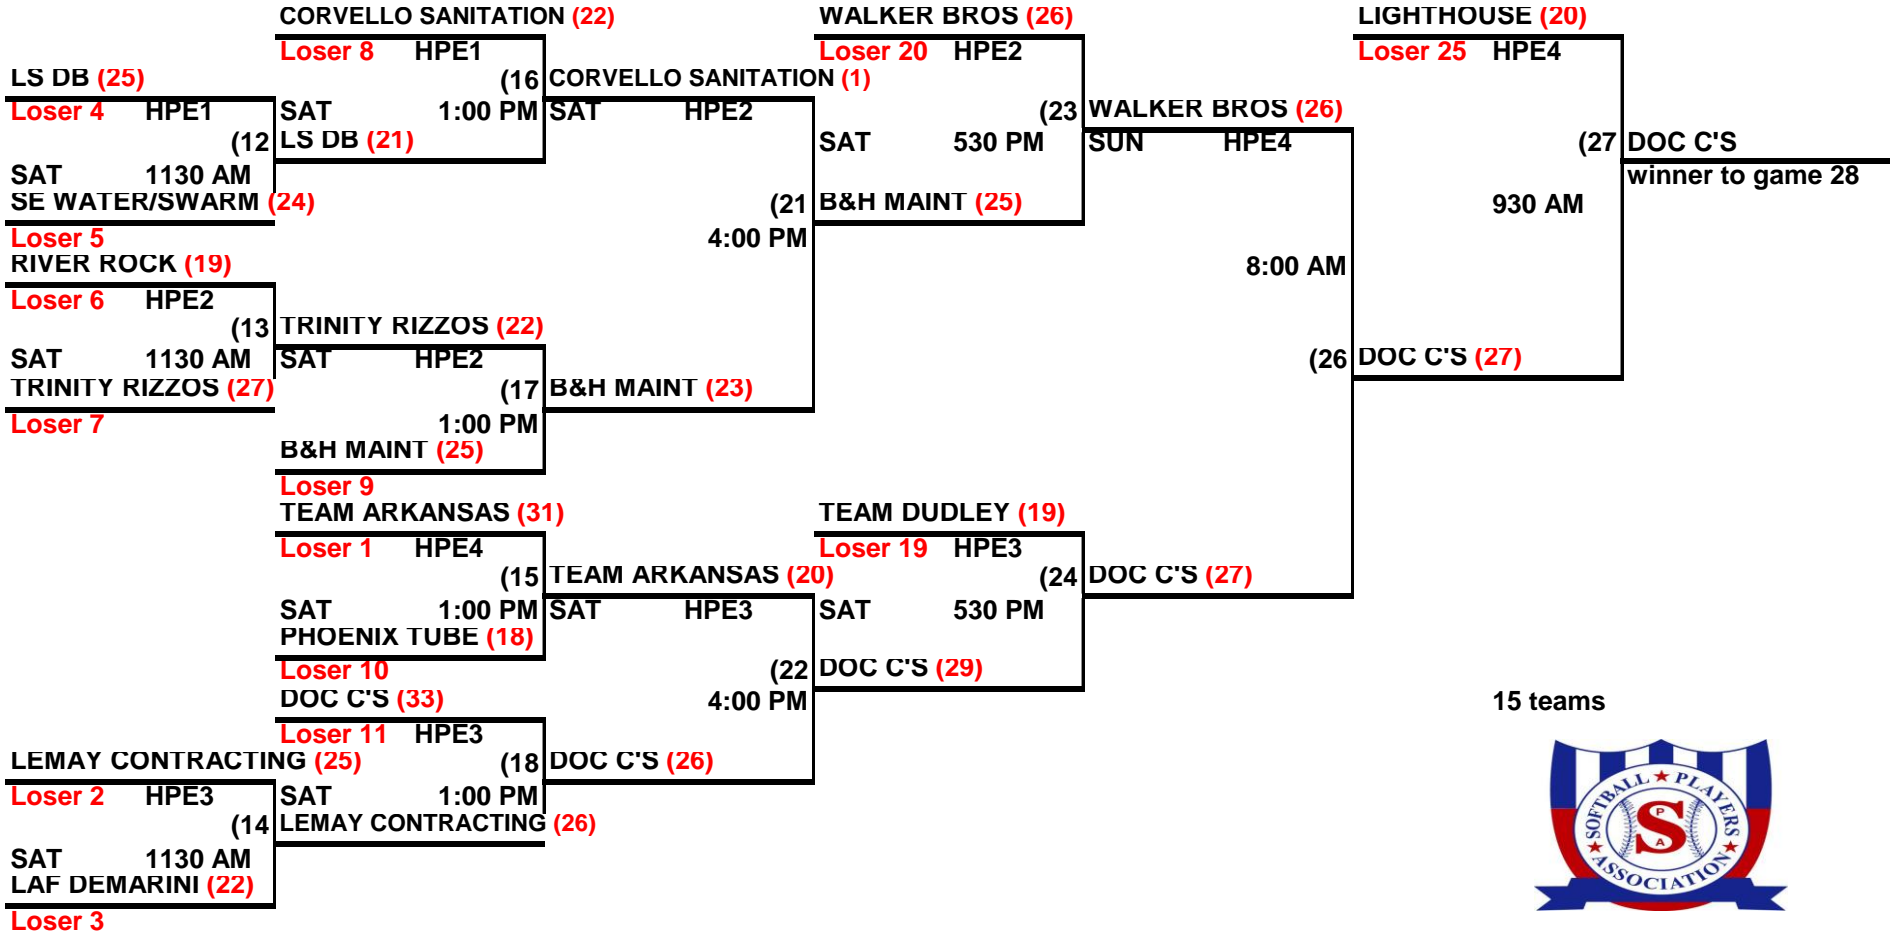 CORVELLO SANITATION (22)
WALKER BROS (26)
LIGHTHOUSE (20)
Loser 8 HPE1
Loser 20 HPE2
Loser 25 HPE4
LS DB (25)
(16 CORVELLO SANITATION (1)
Loser 4 HPE1
SAT 1:00 PM
SAT HPE2
(23 WALKER BROS (26)
(12 LS DB (21)
SAT 530 PM
SUN HPE4
(27 DOC C'S
SAT 1130 AM
winner to game 28
SE WATER/SWARM (24)
(21 B&H MAINT (25)
930 AM
Loser 5
4:00 PM
RIVER ROCK (19)
8:00 AM
Loser 6 HPE2
(13 TRINITY RIZZOS (22)
SAT 1130 AM
SAT HPE2
(26 DOC C'S (27)
TRINITY RIZZOS (27)
(17 B&H MAINT (23)
Loser 7
1:00 PM
B&H MAINT (25)
Loser 9
TEAM ARKANSAS (31)
TEAM DUDLEY (19)
Loser 1 HPE4
Loser 19 HPE3
(15 TEAM ARKANSAS (20)
(24 DOC C'S (27)
SAT 1:00 PM
SAT HPE3
SAT 530 PM
PHOENIX TUBE (18)
Loser 10
(22 DOC C'S (29)
DOC C'S (33)
4:00 PM
15 teams
Loser 11 HPE3
LEMAY CONTRACTING (25)
(18 DOC C'S (26)
Loser 2 HPE3
SAT 1:00 PM
(14 LEMAY CONTRACTING (26)
SAT 1130 AM
LAF DEMARINI (22)
Loser 3
SOFTBALL PLAYERS
ASSOCIATION
P
S
A